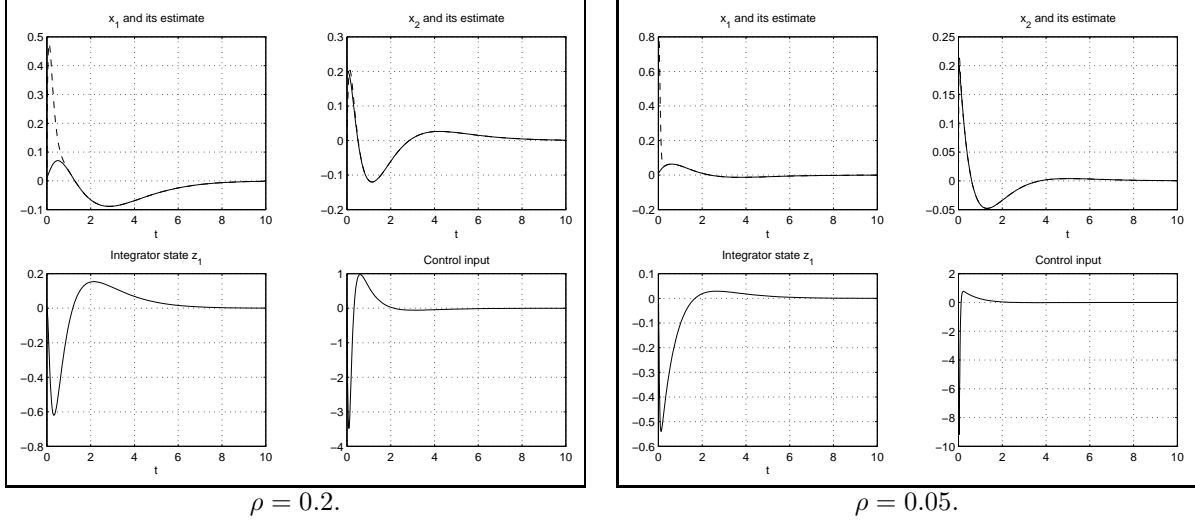 x1 and its estimate
0.5
0.4
0.3
0.2
0.1
0
−0.1
0 2 4 6 8 10
t
x2 and its estimate
0.3
0.2
0.1
0
−0.1
−0.2
0 2 4 6 8 10
t
Integrator state z1
0.2
0
−0.2
−0.4
−0.6
−0.8
0 2 4 6 8 10
t
Control input
1
0
−1
−2
−3
−4
0 2 4 6 8 10
ρ = 0.2.
x1 and its estimate
0.8
0.6
0.4
0.2
0
−0.2
0 2 4 6 8 10
t
x2 and its estimate
0.25
0.2
0.15
0.1
0.05
0
−0.05
0 2 4 6 8 10
t
Integrator state z1
0.1
0
−0.1
−0.2
−0.3
−0.4
−0.5
−0.6
0 2 4 6 8 10
t
Control input
2
0
−2
−4
−6
−8
−10
0 2 4 6 8 10
ρ = 0.05.